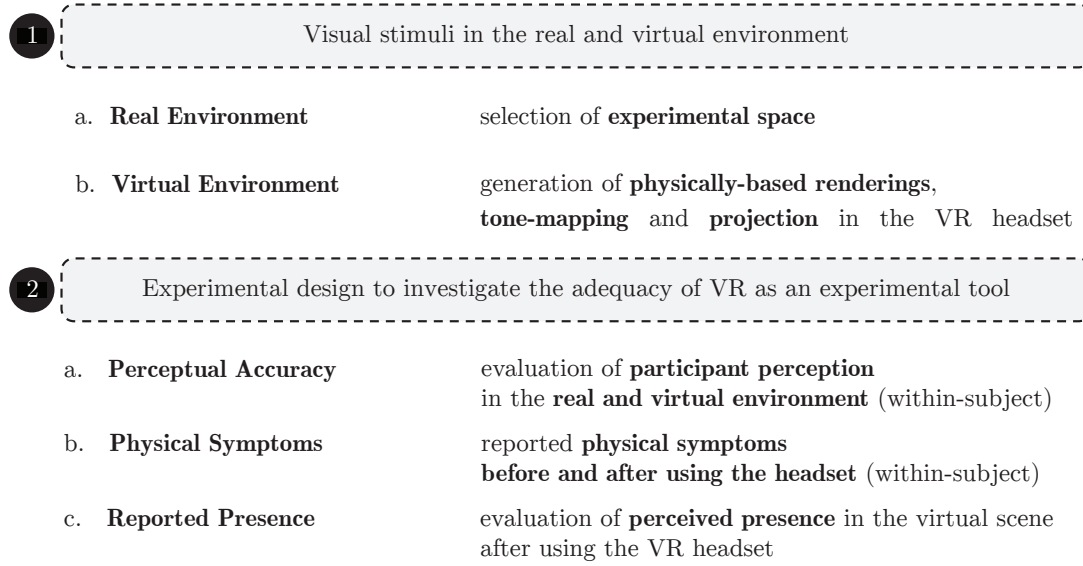 1 Visual stimuli in the real and virtual environment
a. Real Environment selection of experimental space
b. Virtual Environment generation of physically-based renderings,
tone-mapping and projection in the VR headset
2 Experimental design to investigate the adequacy of VR as an experimental tool
a. Perceptual Accuracy evaluation of participant perception
in the real and virtual environment (within-subject)
b. Physical Symptoms reported physical symptoms
before and after using the headset (within-subject)
c. Reported Presence evaluation of perceived presence in the virtual scene
after using the VR headset